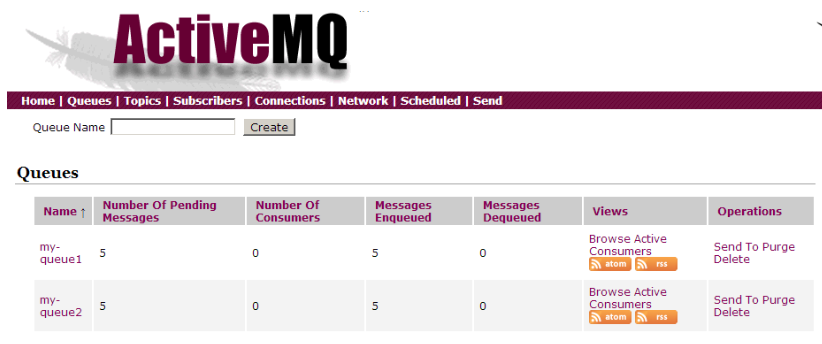 ...
ActiveMQ
Home | Queues | Topics | Subscribers | Connections | Network | Scheduled | Send
Queue Name Create
Queues
Name ↑ Number Of Pending Messages Number Of Consumers Messages Enqueued Messages Dequeued Views Operations
my-queue1 5 0 5 0 Browse Active Consumers atom rss Send To Purge Delete
my-queue2 5 0 5 0 Browse Active Consumers atom rss Send To Purge Delete